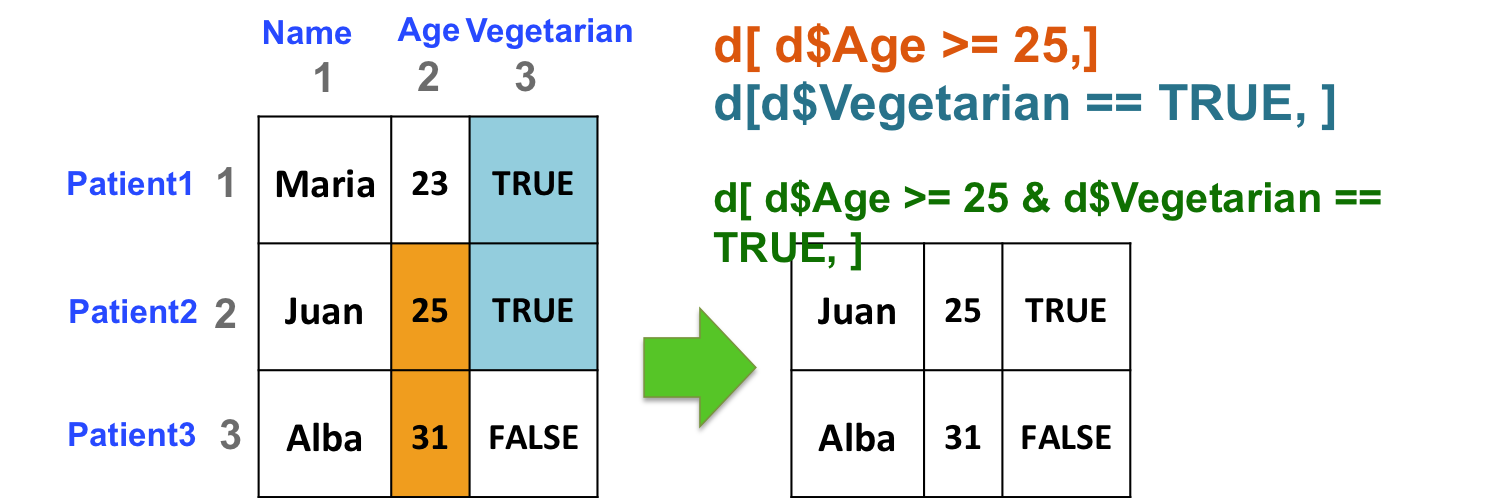 Name Age Vegetarian
1 2 3
d[ d$Age >= 25,]
d[d$Vegetarian == TRUE, ]
d[ d$Age >= 25 & d$Vegetarian ==
TRUE, ]
Patient1 1 Maria 23 TRUE
Patient2 2 Juan 25 TRUE
Patient3 3 Alba 31 FALSE
Juan 25 TRUE
Alba 31 FALSE